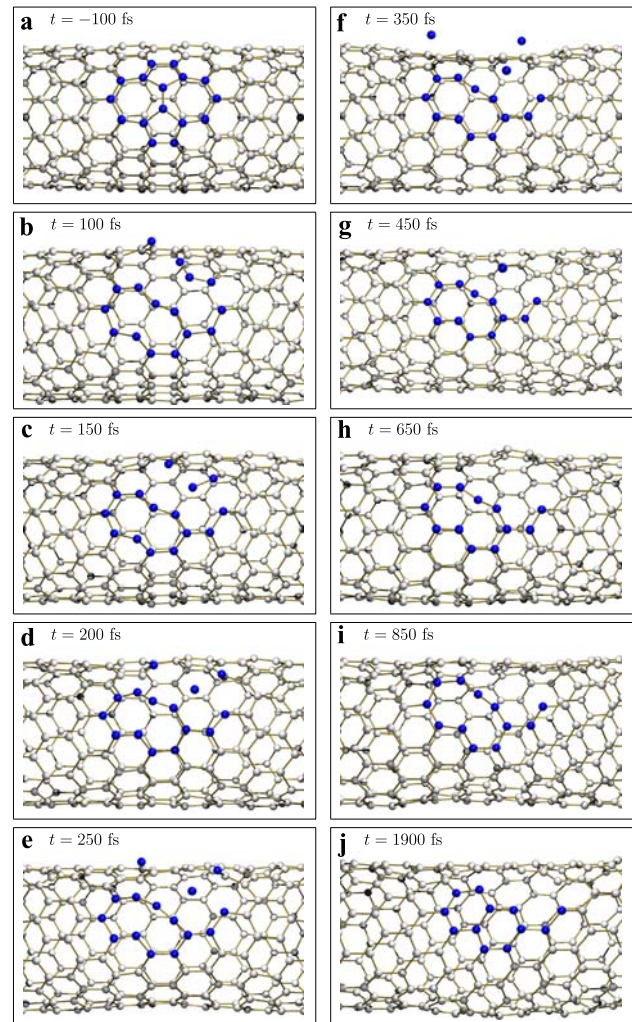 a t = −100 fs
b t = 100 fs
c t = 150 fs
d t = 200 fs
e t = 250 fs
f t = 350 fs
g t = 450 fs
h t = 650 fs
i t = 850 fs
j t = 1900 fs